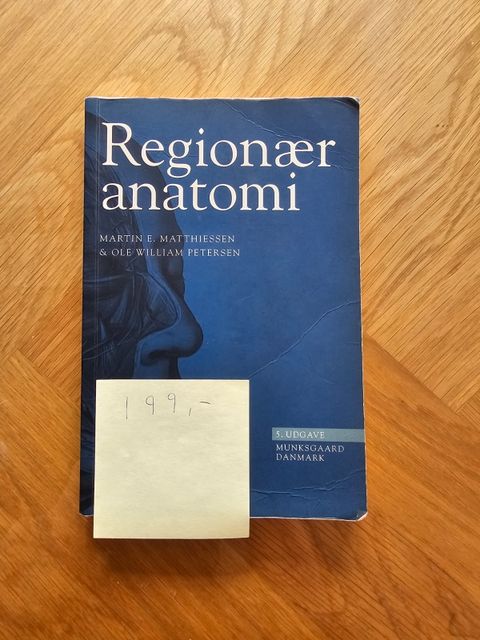 Regionær
anatomi
MARTIN E. MATTHIESSEN
& OLE WILLIAM PETERSEN
199,-
5. UDGAVE
MUNKSGAARD
DANMARK